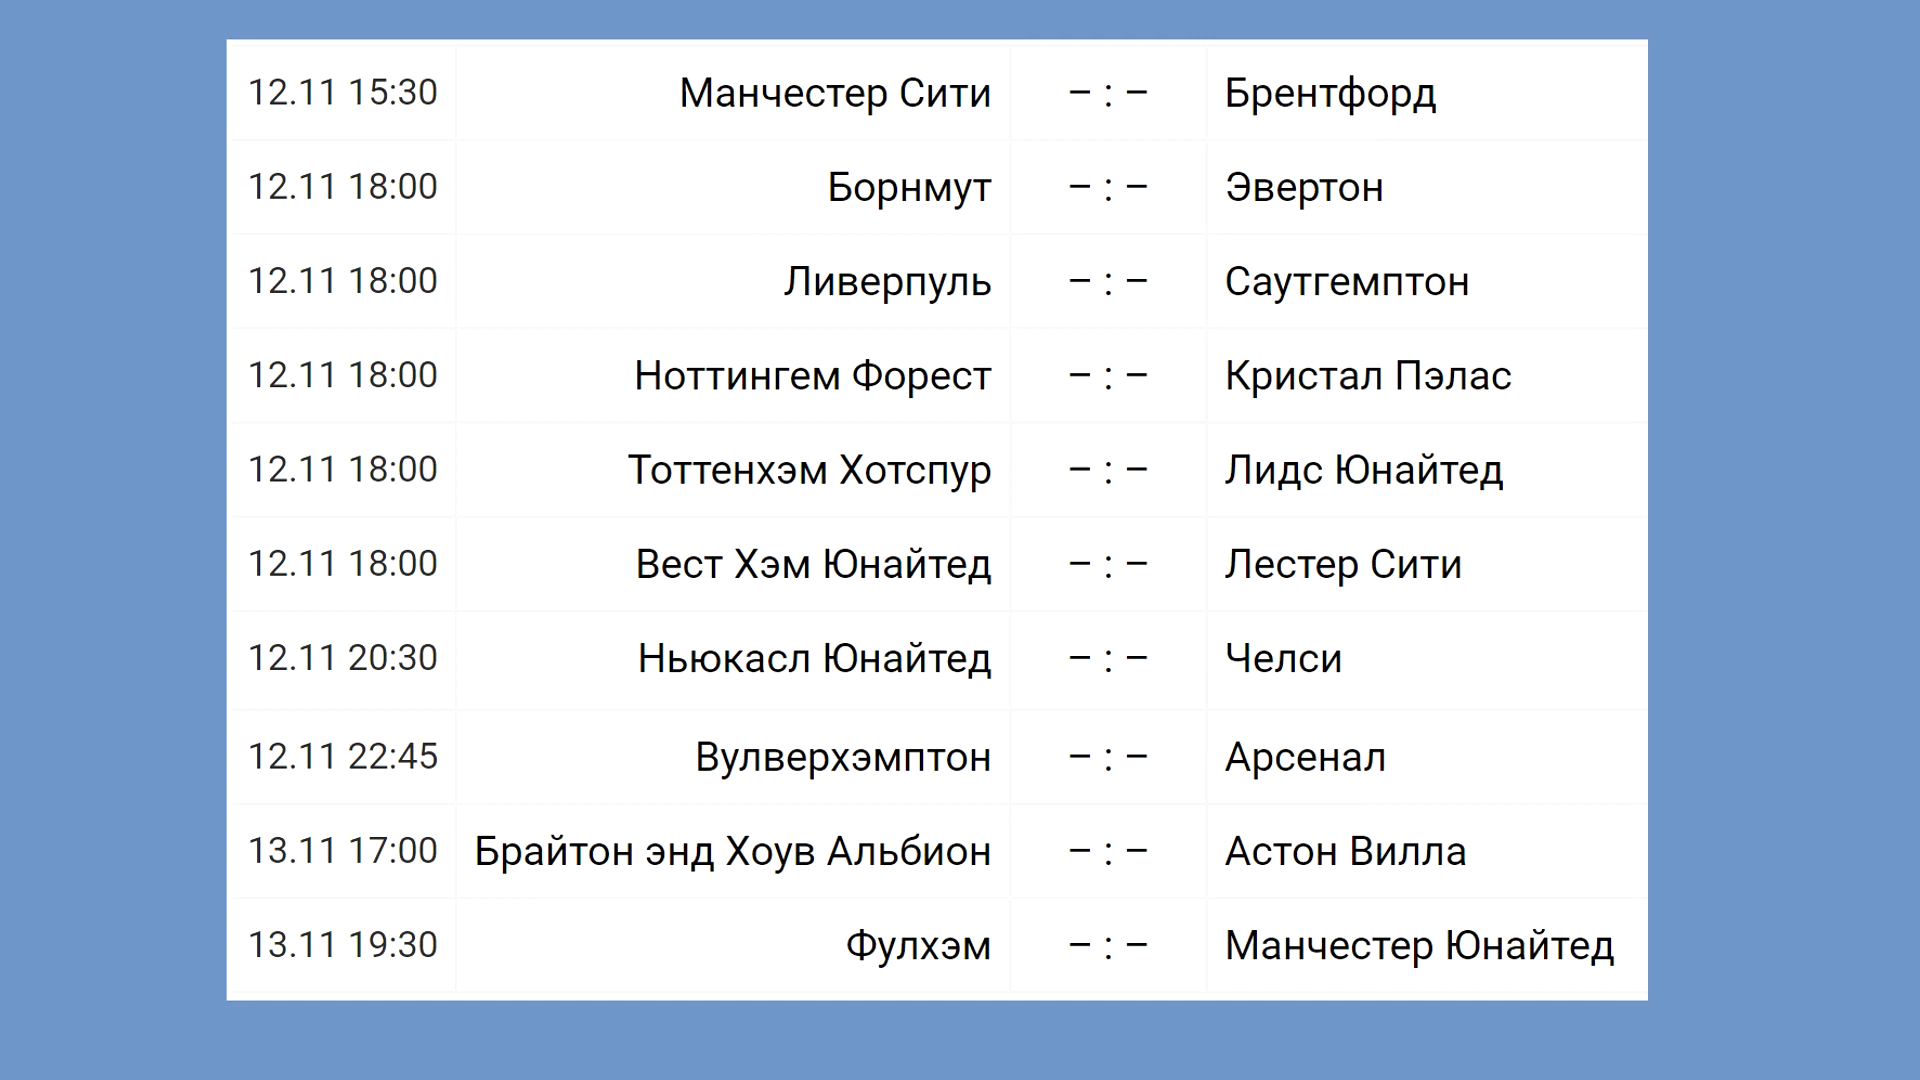 12.11 15:30 Манчестер Сити – : – Брентфорд
12.11 18:00 Борнмут – : – Эвертон
12.11 18:00 Ливерпуль – : – Саутгемптон
12.11 18:00 Ноттингем Форест – : – Кристал Пэлас
12.11 18:00 Тоттенхэм Хотспур – : – Лидс Юнайтед
12.11 18:00 Вест Хэм Юнайтед – : – Лестер Сити
12.11 20:30 Ньюкасл Юнайтед – : – Челси
12.11 22:45 Вулверхэмптон – : – Арсенал
13.11 17:00 Брайтон энд Хоув Альбион – : – Астон Вилла
13.11 19:30 Фулхэм – : – Манчестер Юнайтед